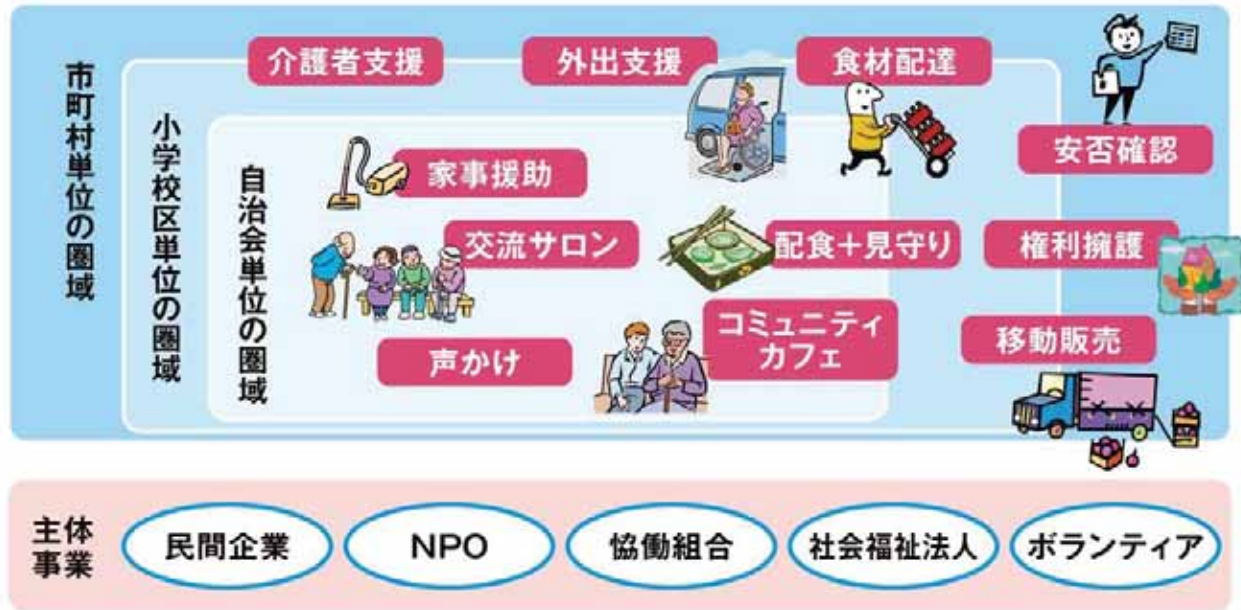 市町村単位の圏域
小学校区単位の圏域
自治会単位の圏域
介護者支援
外出支援
食材配達
安否確認
家事援助
交流サロン
配食+見守り
権利擁護
声かけ
コミュニティ
カフェ
移動販売
主体
事業
民間企業
NPO
協働組合
社会福祉法人
ボランティア